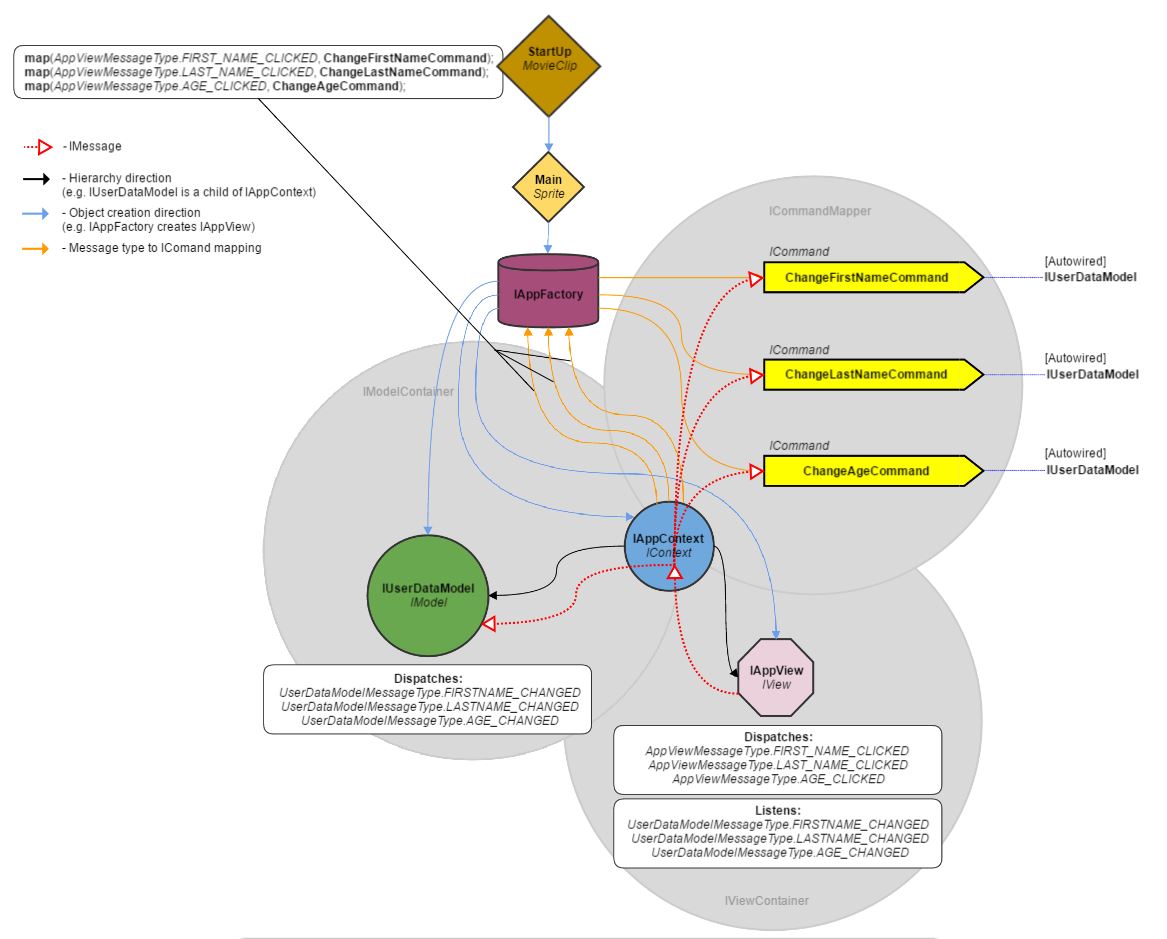 StartUp
MovieClip
map(AppViewMessageType.FIRST_NAME_CLICKED, ChangeFirstNameCommand);
map(AppViewMessageType.LAST_NAME_CLICKED, ChangeLastNameCommand);
map(AppViewMessageType.AGE_CLICKED, ChangeAgeCommand);
- IMessage
- Hierarchy direction
(e.g. IUserDataModel is a child of IAppContext)
- Object creation direction
(e.g. IAppFactory creates IAppView)
- Message type to IComand mapping
Main
Sprite
IAppFactory
ICommandMapper
ICommand
ChangeFirstNameCommand
[Autowired]
IUserDataModel
ICommand
ChangeLastNameCommand
[Autowired]
IUserDataModel
ICommand
ChangeAgeCommand
[Autowired]
IUserDataModel
IModelContainer
IAppContext
IContext
IUserDataModel
IModel
Dispatches:
UserDataModelMessageType.FIRSTNAME_CHANGED
UserDataModelMessageType.LASTNAME_CHANGED
UserDataModelMessageType.AGE_CHANGED
IAppView
IView
Dispatches:
AppViewMessageType.FIRST_NAME_CLICKED
AppViewMessageType.LAST_NAME_CLICKED
AppViewMessageType.AGE_CLICKED
Listens:
UserDataModelMessageType.FIRSTNAME_CHANGED
UserDataModelMessageType.LASTNAME_CHANGED
UserDataModelMessageType.AGE_CHANGED
IViewContainer